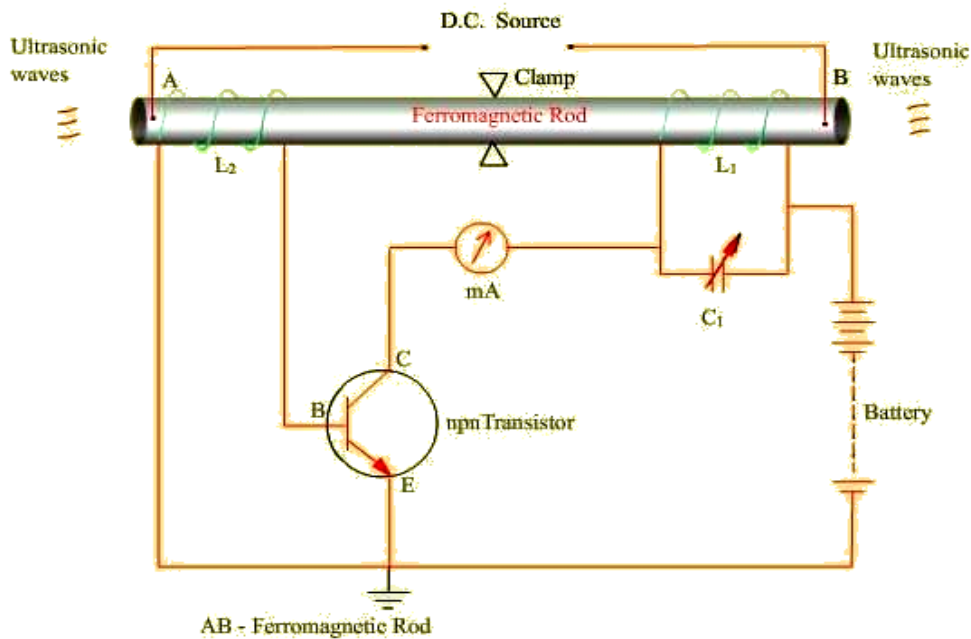 D.C. Source
Ultrasonic
waves
Ultrasonic
waves
A
Clamp
B
Ferromagnetic Rod
L₂
L₁
mA
C₁
C
B
npnTransistor
Battery
E
AB - Ferromagnetic Rod